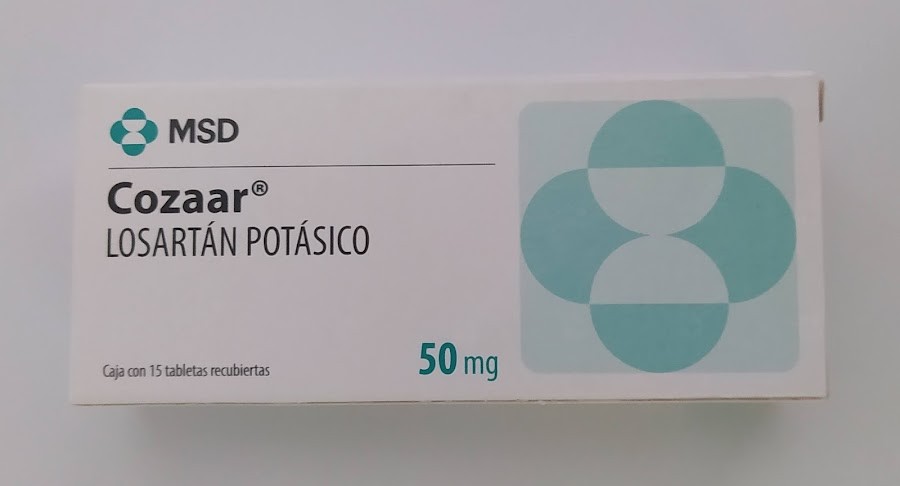 MSD
Cozaar®
LOSARTÁN POTÁSICO
Caja con 15 tabletas recubiertas
50 mg